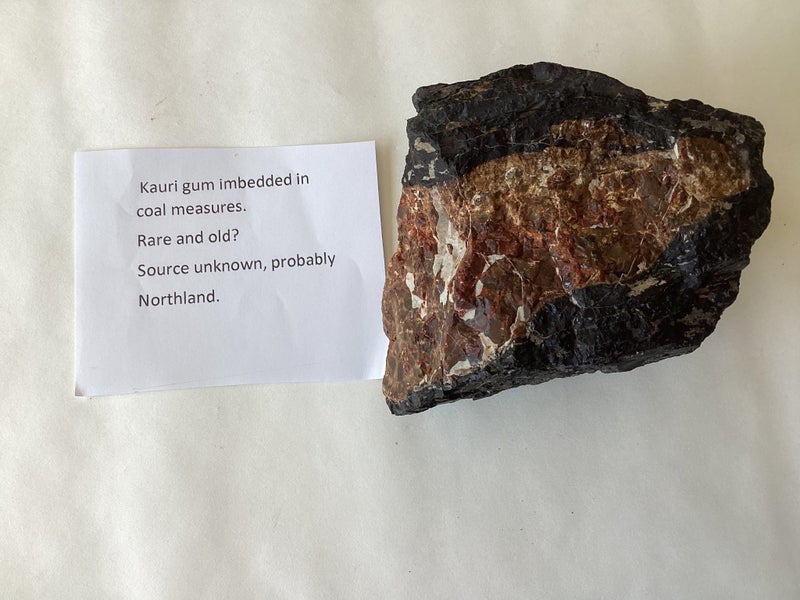 Kauri gum imbedded in
coal measures.
Rare and old?
Source unknown, probably
Northland.